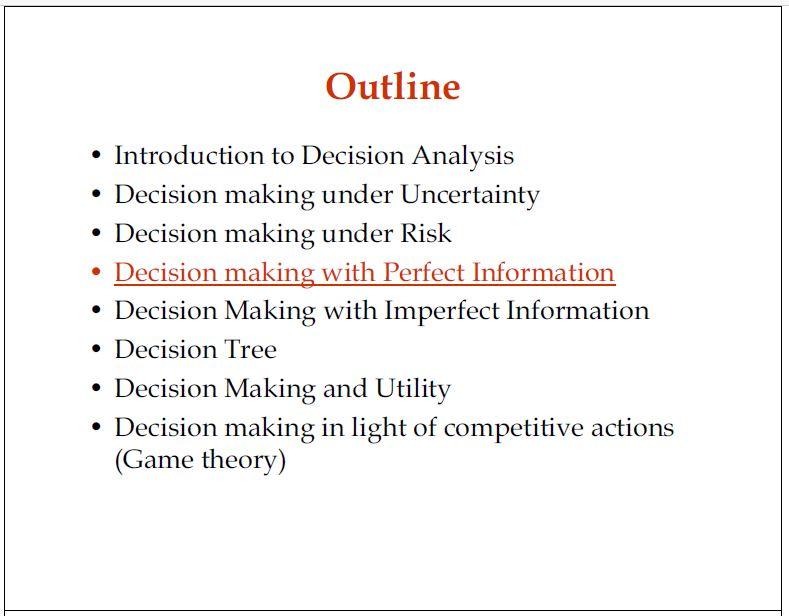 Outline
• Introduction to Decision Analysis
• Decision making under Uncertainty
• Decision making under Risk
• Decision making with Perfect Information
• Decision Making with Imperfect Information
• Decision Tree
• Decision Making and Utility
• Decision making in light of competitive actions
(Game theory)